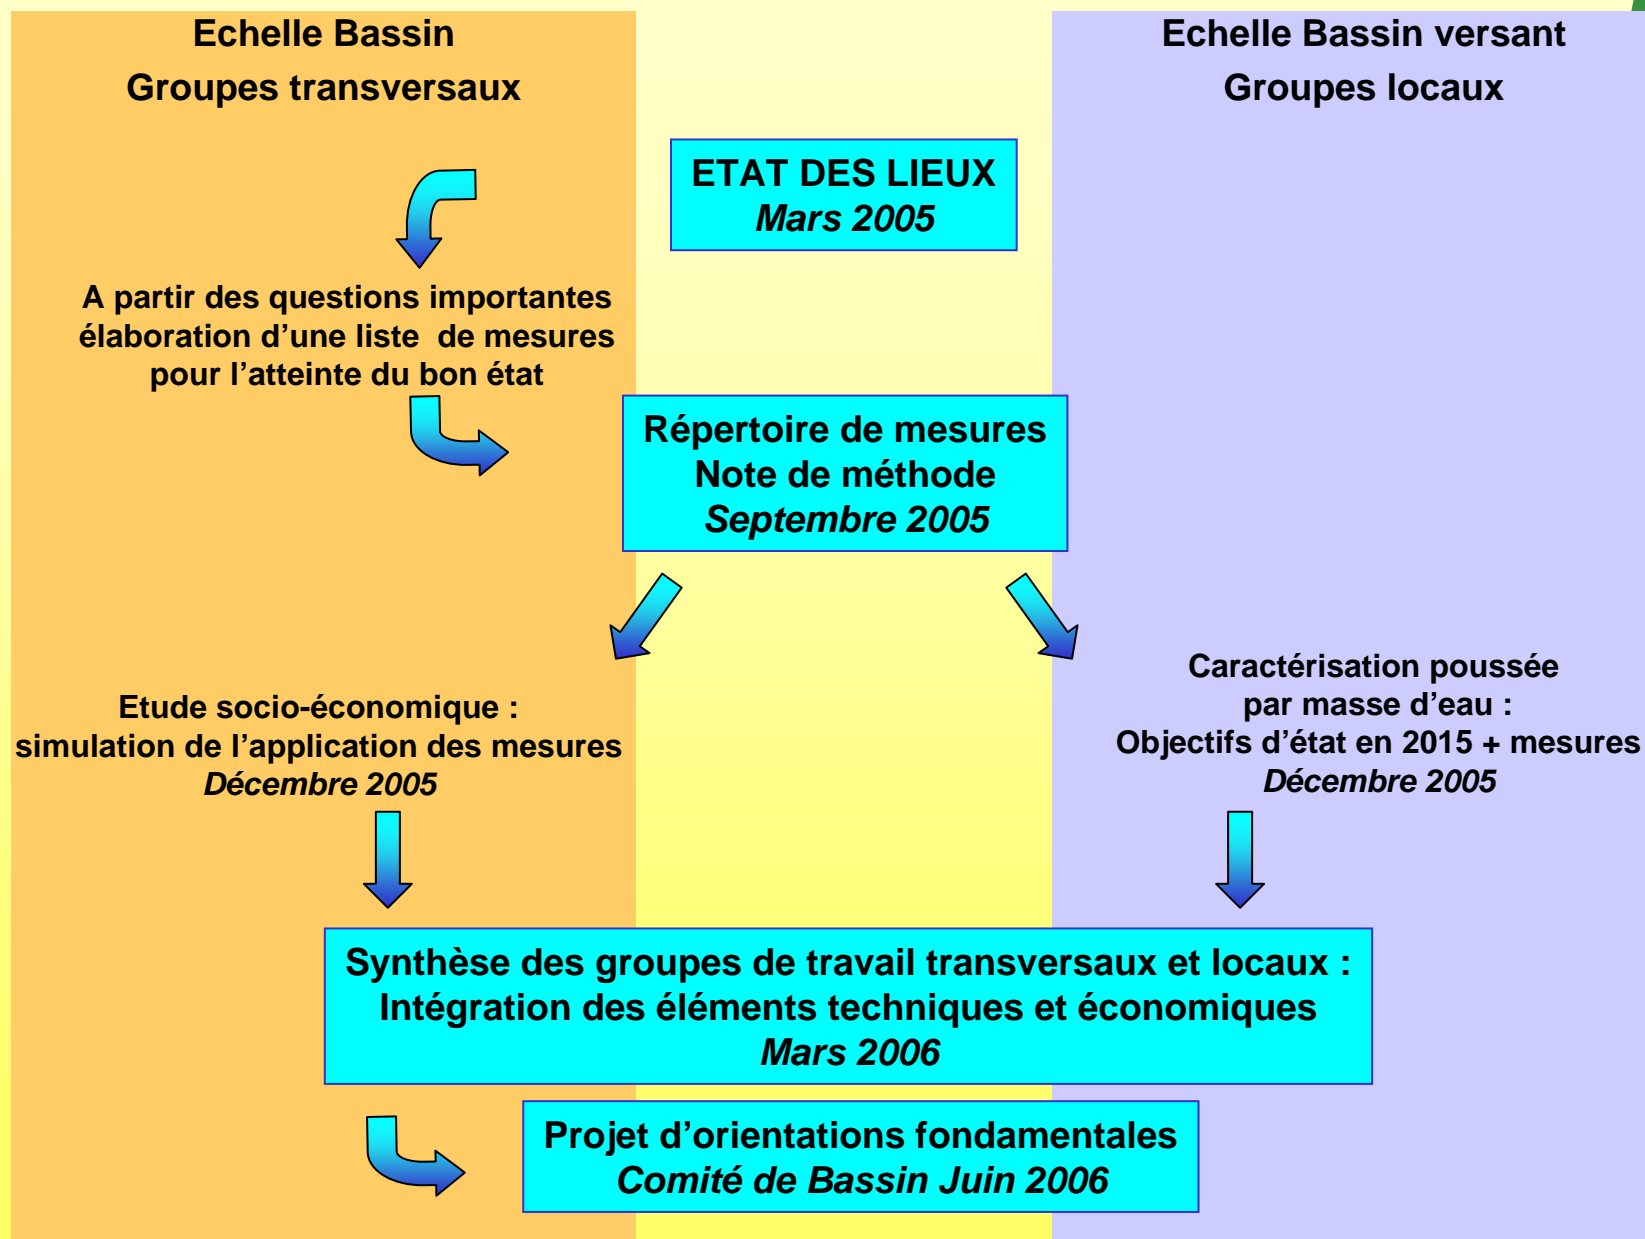 Echelle Bassin
Groupes transversaux
Echelle Bassin versant
Groupes locaux
ETAT DES LIEUX
Mars 2005
A partir des questions importantes
élaboration d’une liste de mesures
pour l’atteinte du bon état
Répertoire de mesures
Note de méthode
Septembre 2005
Etude socio-économique :
simulation de l’application des mesures
Décembre 2005
Caractérisation poussée
par masse d’eau :
Objectifs d’état en 2015 + mesures
Décembre 2005
Synthèse des groupes de travail transversaux et locaux :
Intégration des éléments techniques et économiques
Mars 2006
Projet d’orientations fondamentales
Comité de Bassin Juin 2006